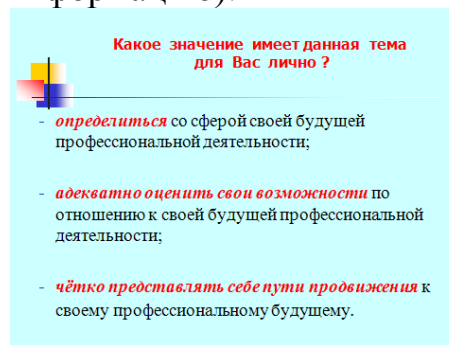 Какое значение имеет данная тема
для Вас лично ?
- определиться со сферой своей будущей
профессиональной деятельности;
- адекватно оценить свои возможности по
отношению к своей будущей профессиональной
деятельности;
- чётко представлять себе пути продвижения к
своему профессиональному будущему.